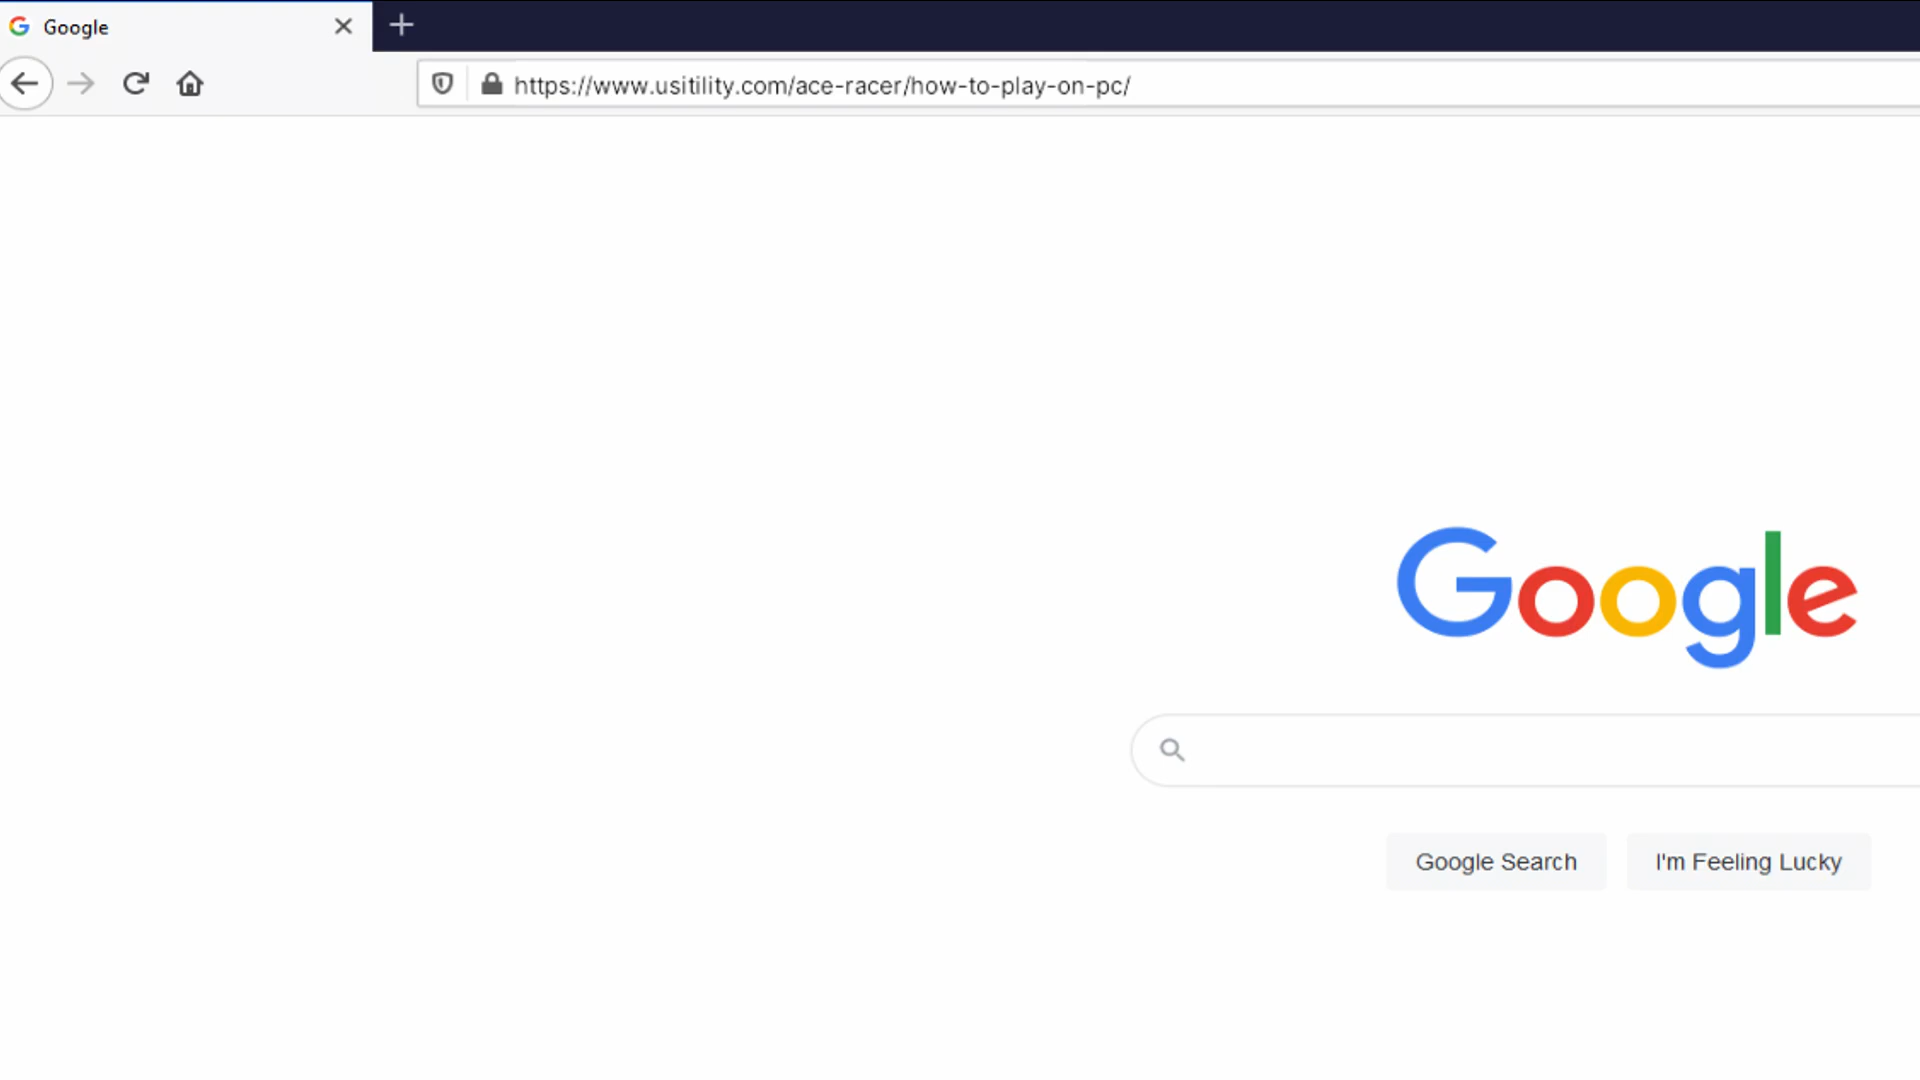 Google
https://www.usitility.com/ace-racer/how-to-play-on-pc/
Google
Google Search
I'm Feeling Lucky